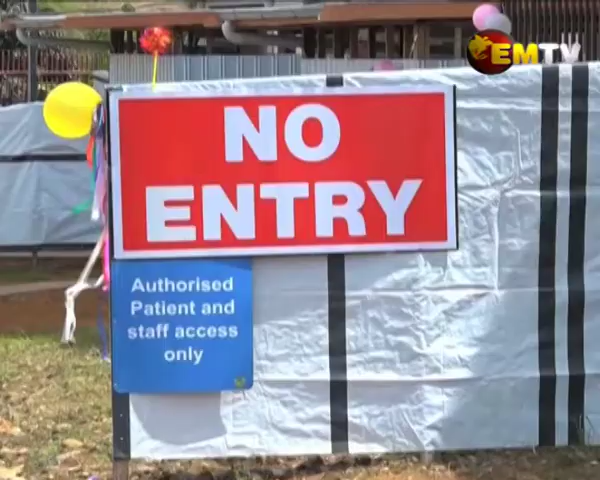 EMTV
NO
ENTRY
Authorised
Patient and
staff access
only